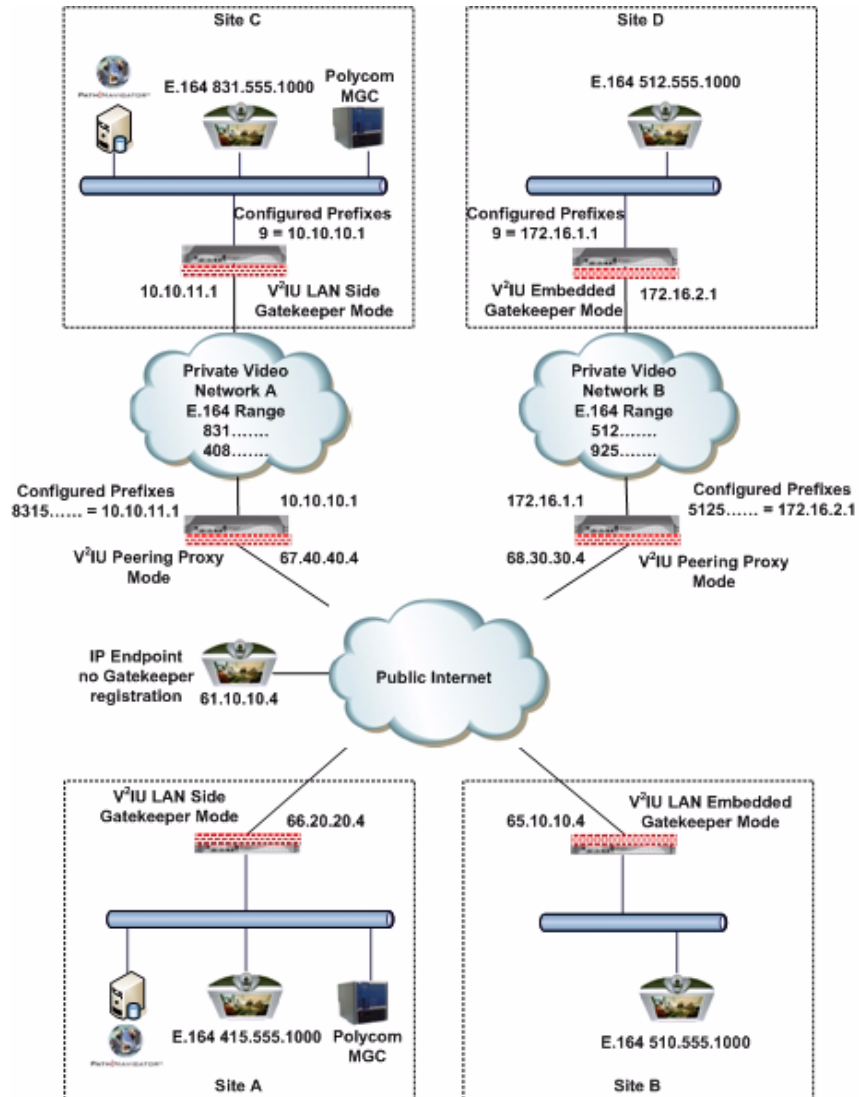 Site C
Site D
PATHNAVIGATOR™
E.164 831.555.1000
Polycom
MGC
E.164 512.555.1000
Configured Prefixes
9 = 10.10.10.1
Configured Prefixes
9 = 172.16.1.1
10.10.11.1
V²IU LAN Side
Gatekeeper Mode
V²IU Embedded
Gatekeeper Mode
172.16.2.1
Private Video
Network A
E.164 Range
831.......
408.......
Private Video
Network B
E.164 Range
512.......
925.......
Configured Prefixes
8315...... = 10.10.11.1
10.10.10.1
172.16.1.1
Configured Prefixes
5125...... = 172.16.2.1
V²IU Peering Proxy
Mode
67.40.40.4
68.30.30.4
V²IU Peering Proxy
Mode
IP Endpoint
no Gatekeeper
registration
61.10.10.4
Public Internet
V²IU LAN Side
Gatekeeper Mode
66.20.20.4
65.10.10.4
V²IU LAN Embedded
Gatekeeper Mode
PATHNAVIGATOR™
E.164 415.555.1000
Polycom
MGC
E.164 510.555.1000
Site A
Site B